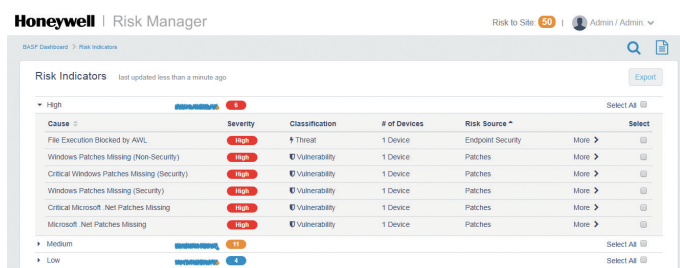 Honeywell | Risk Manager
Risk to Site: 50 | Admin / Admin
BASF Dashboard > Risk Indicators
Risk Indicators last updated less than a minute ago Export
High 6 Select All
Cause Severity Classification # of Devices Risk Source Select
File Execution Blocked by AWL High Threat 1 Device Endpoint Security More >
Windows Patches Missing (Non-Security) High Vulnerability 1 Device Patches More >
Critical Windows Patches Missing (Security) High Vulnerability 1 Device Patches More >
Windows Patches Missing (Security) High Vulnerability 1 Device Patches More >
Critical Microsoft .Net Patches Missing High Vulnerability 1 Device Patches More >
Microsoft .Net Patches Missing High Vulnerability 1 Device Patches More >
Medium 11 Select All
Low 4 Select All